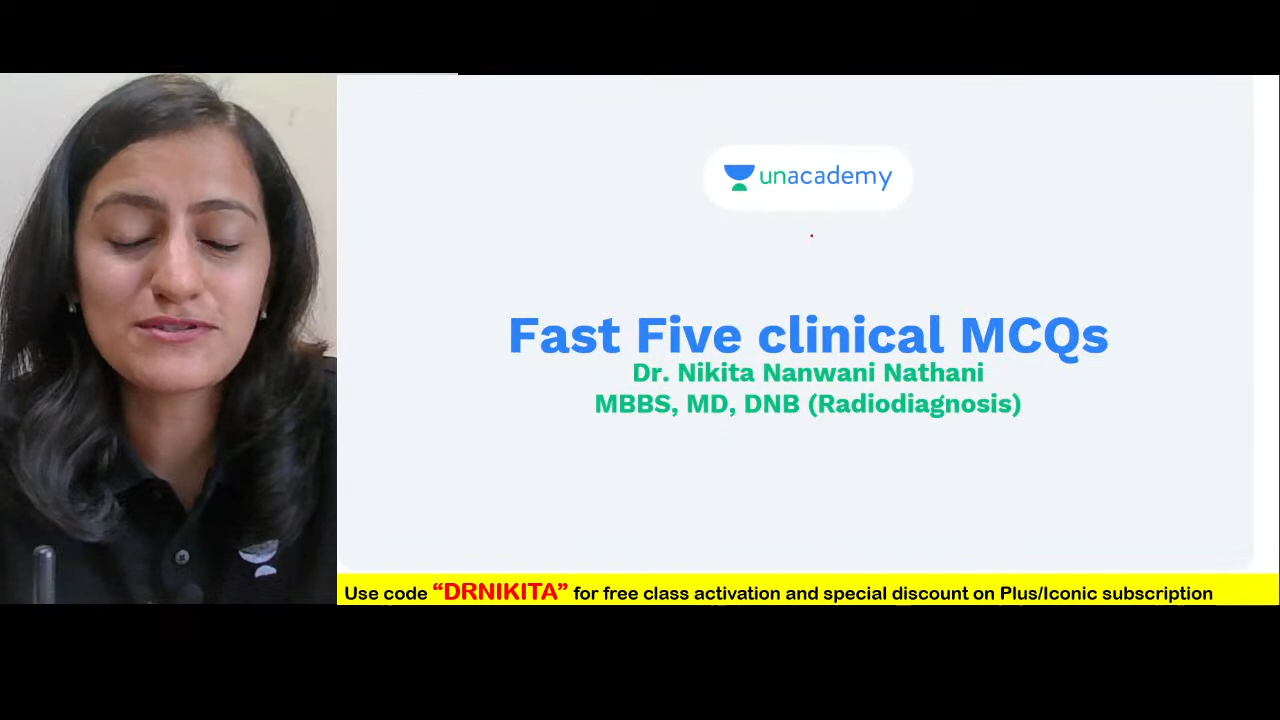 unacademy
Fast Five clinical MCQs
Dr. Nikita Nanwani Nathani
MBBS, MD, DNB (Radiodiagnosis)
Use code “DRNIKITA” for free class activation and special discount on Plus/Iconic subscription